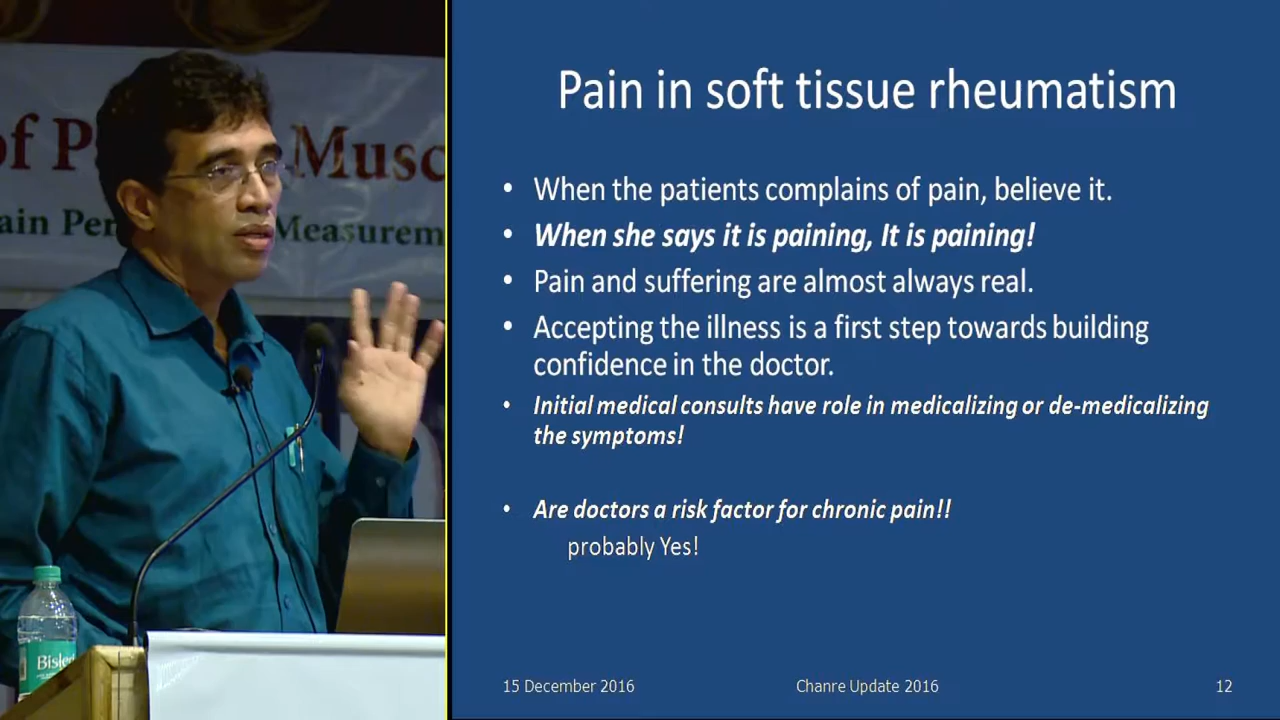 of P Musc
ain Pen Measurem
Bisle
Pain in soft tissue rheumatism
• When the patients complains of pain, believe it.
• When she says it is paining, It is paining!
• Pain and suffering are almost always real.
• Accepting the illness is a first step towards building
confidence in the doctor.
• Initial medical consults have role in medicalizing or de-medicalizing
the symptoms!
• Are doctors a risk factor for chronic pain!!
probably Yes!
15 December 2016 Chanre Update 2016 12